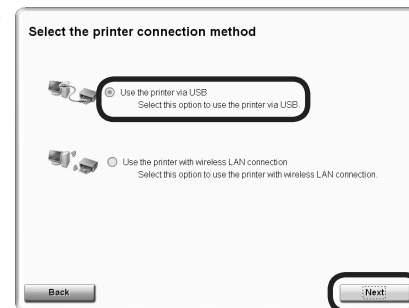 Select the printer connection method
Use the printer via USB
Select this option to use the printer via USB.
Use the printer with wireless LAN connection
Select this option to use the printer with wireless LAN connection.
Back
Next